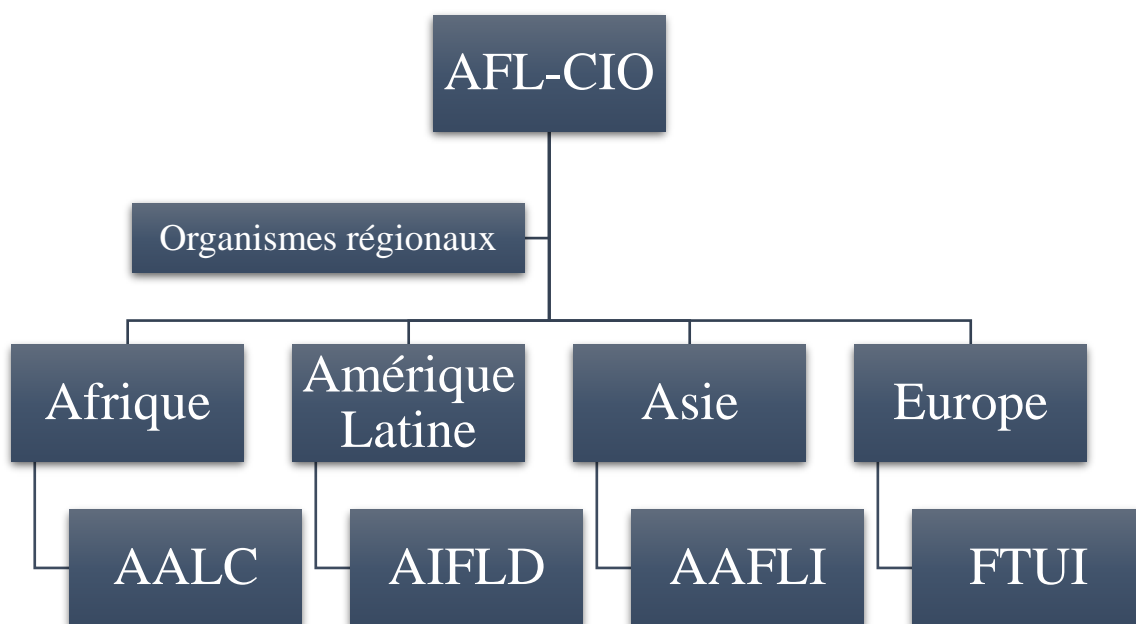 AFL-CIO
Organismes régionaux
Afrique
Amérique
Latine
Asie
Europe
AALC
AIFLD
AAFLI
FTUI